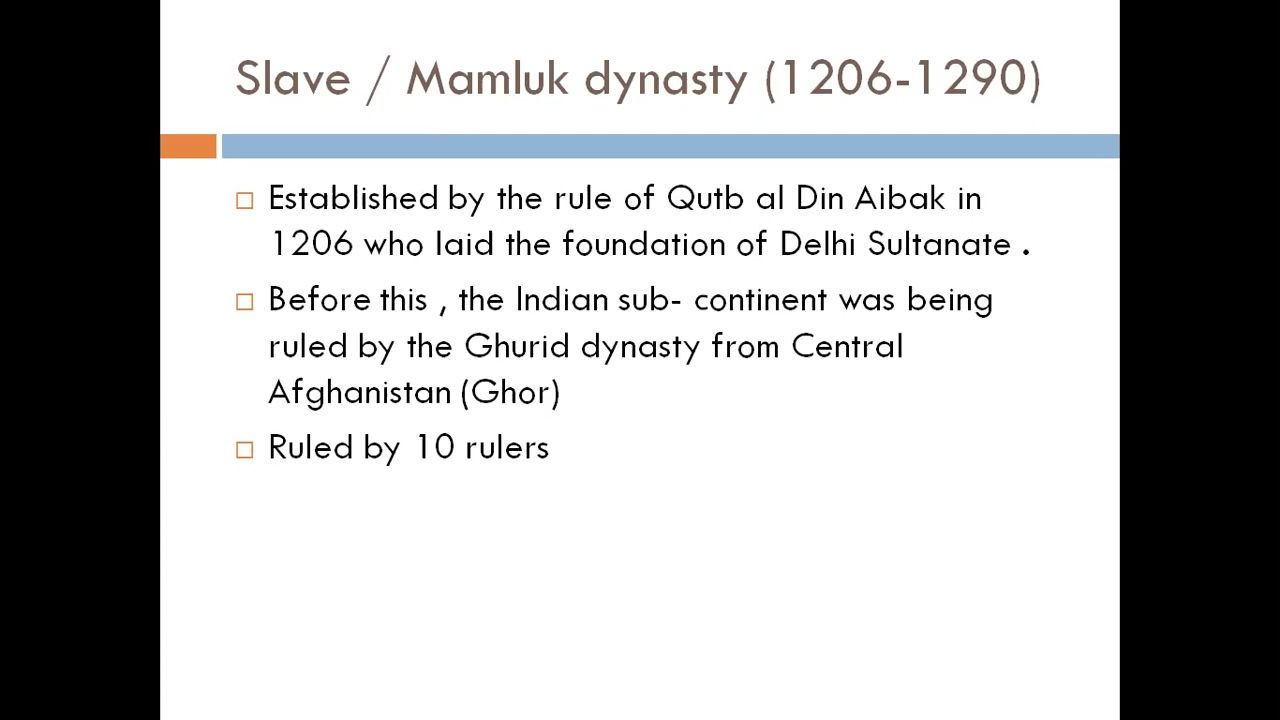 Slave / Mamluk dynasty (1206-1290)
Established by the rule of Qutb al Din Aibak in
1206 who laid the foundation of Delhi Sultanate .
Before this , the Indian sub- continent was being
ruled by the Ghurid dynasty from Central
Afghanistan (Ghor)
Ruled by 10 rulers